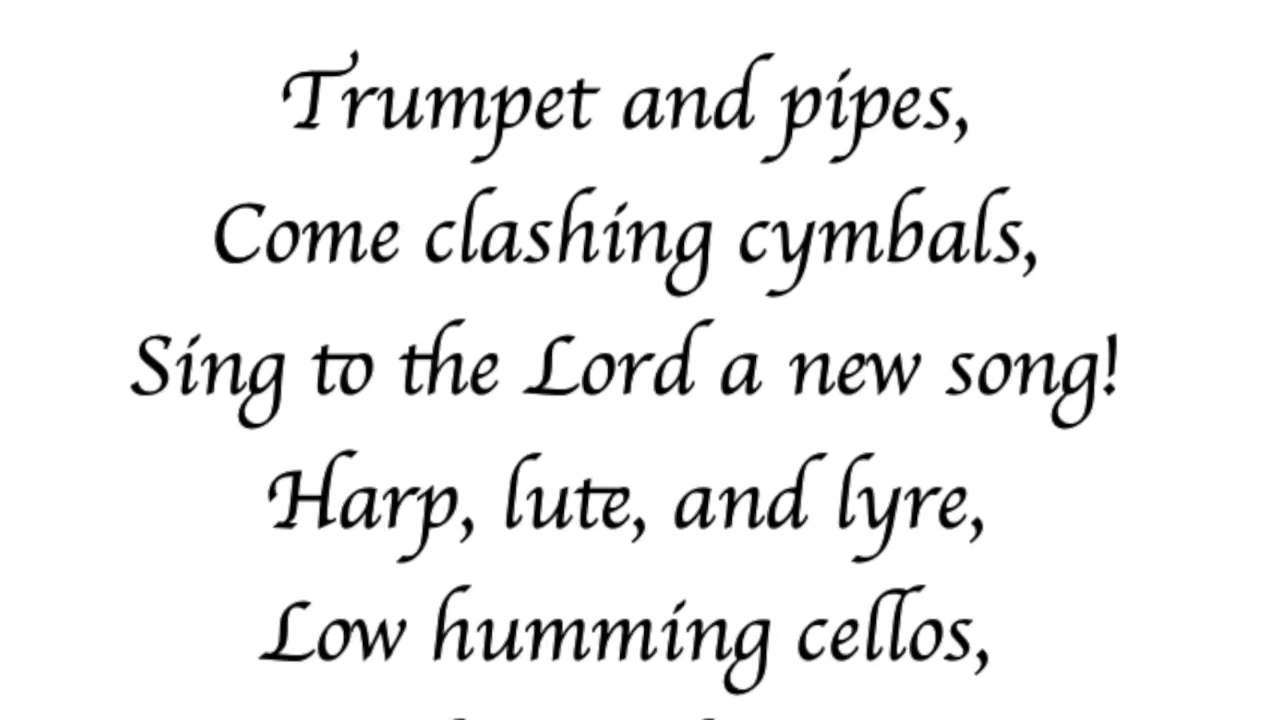 Trumpet and pipes,
Come clashing cymbals,
Sing to the Lord a new song!
Harp, lute, and lyre,
Low humming cellos,